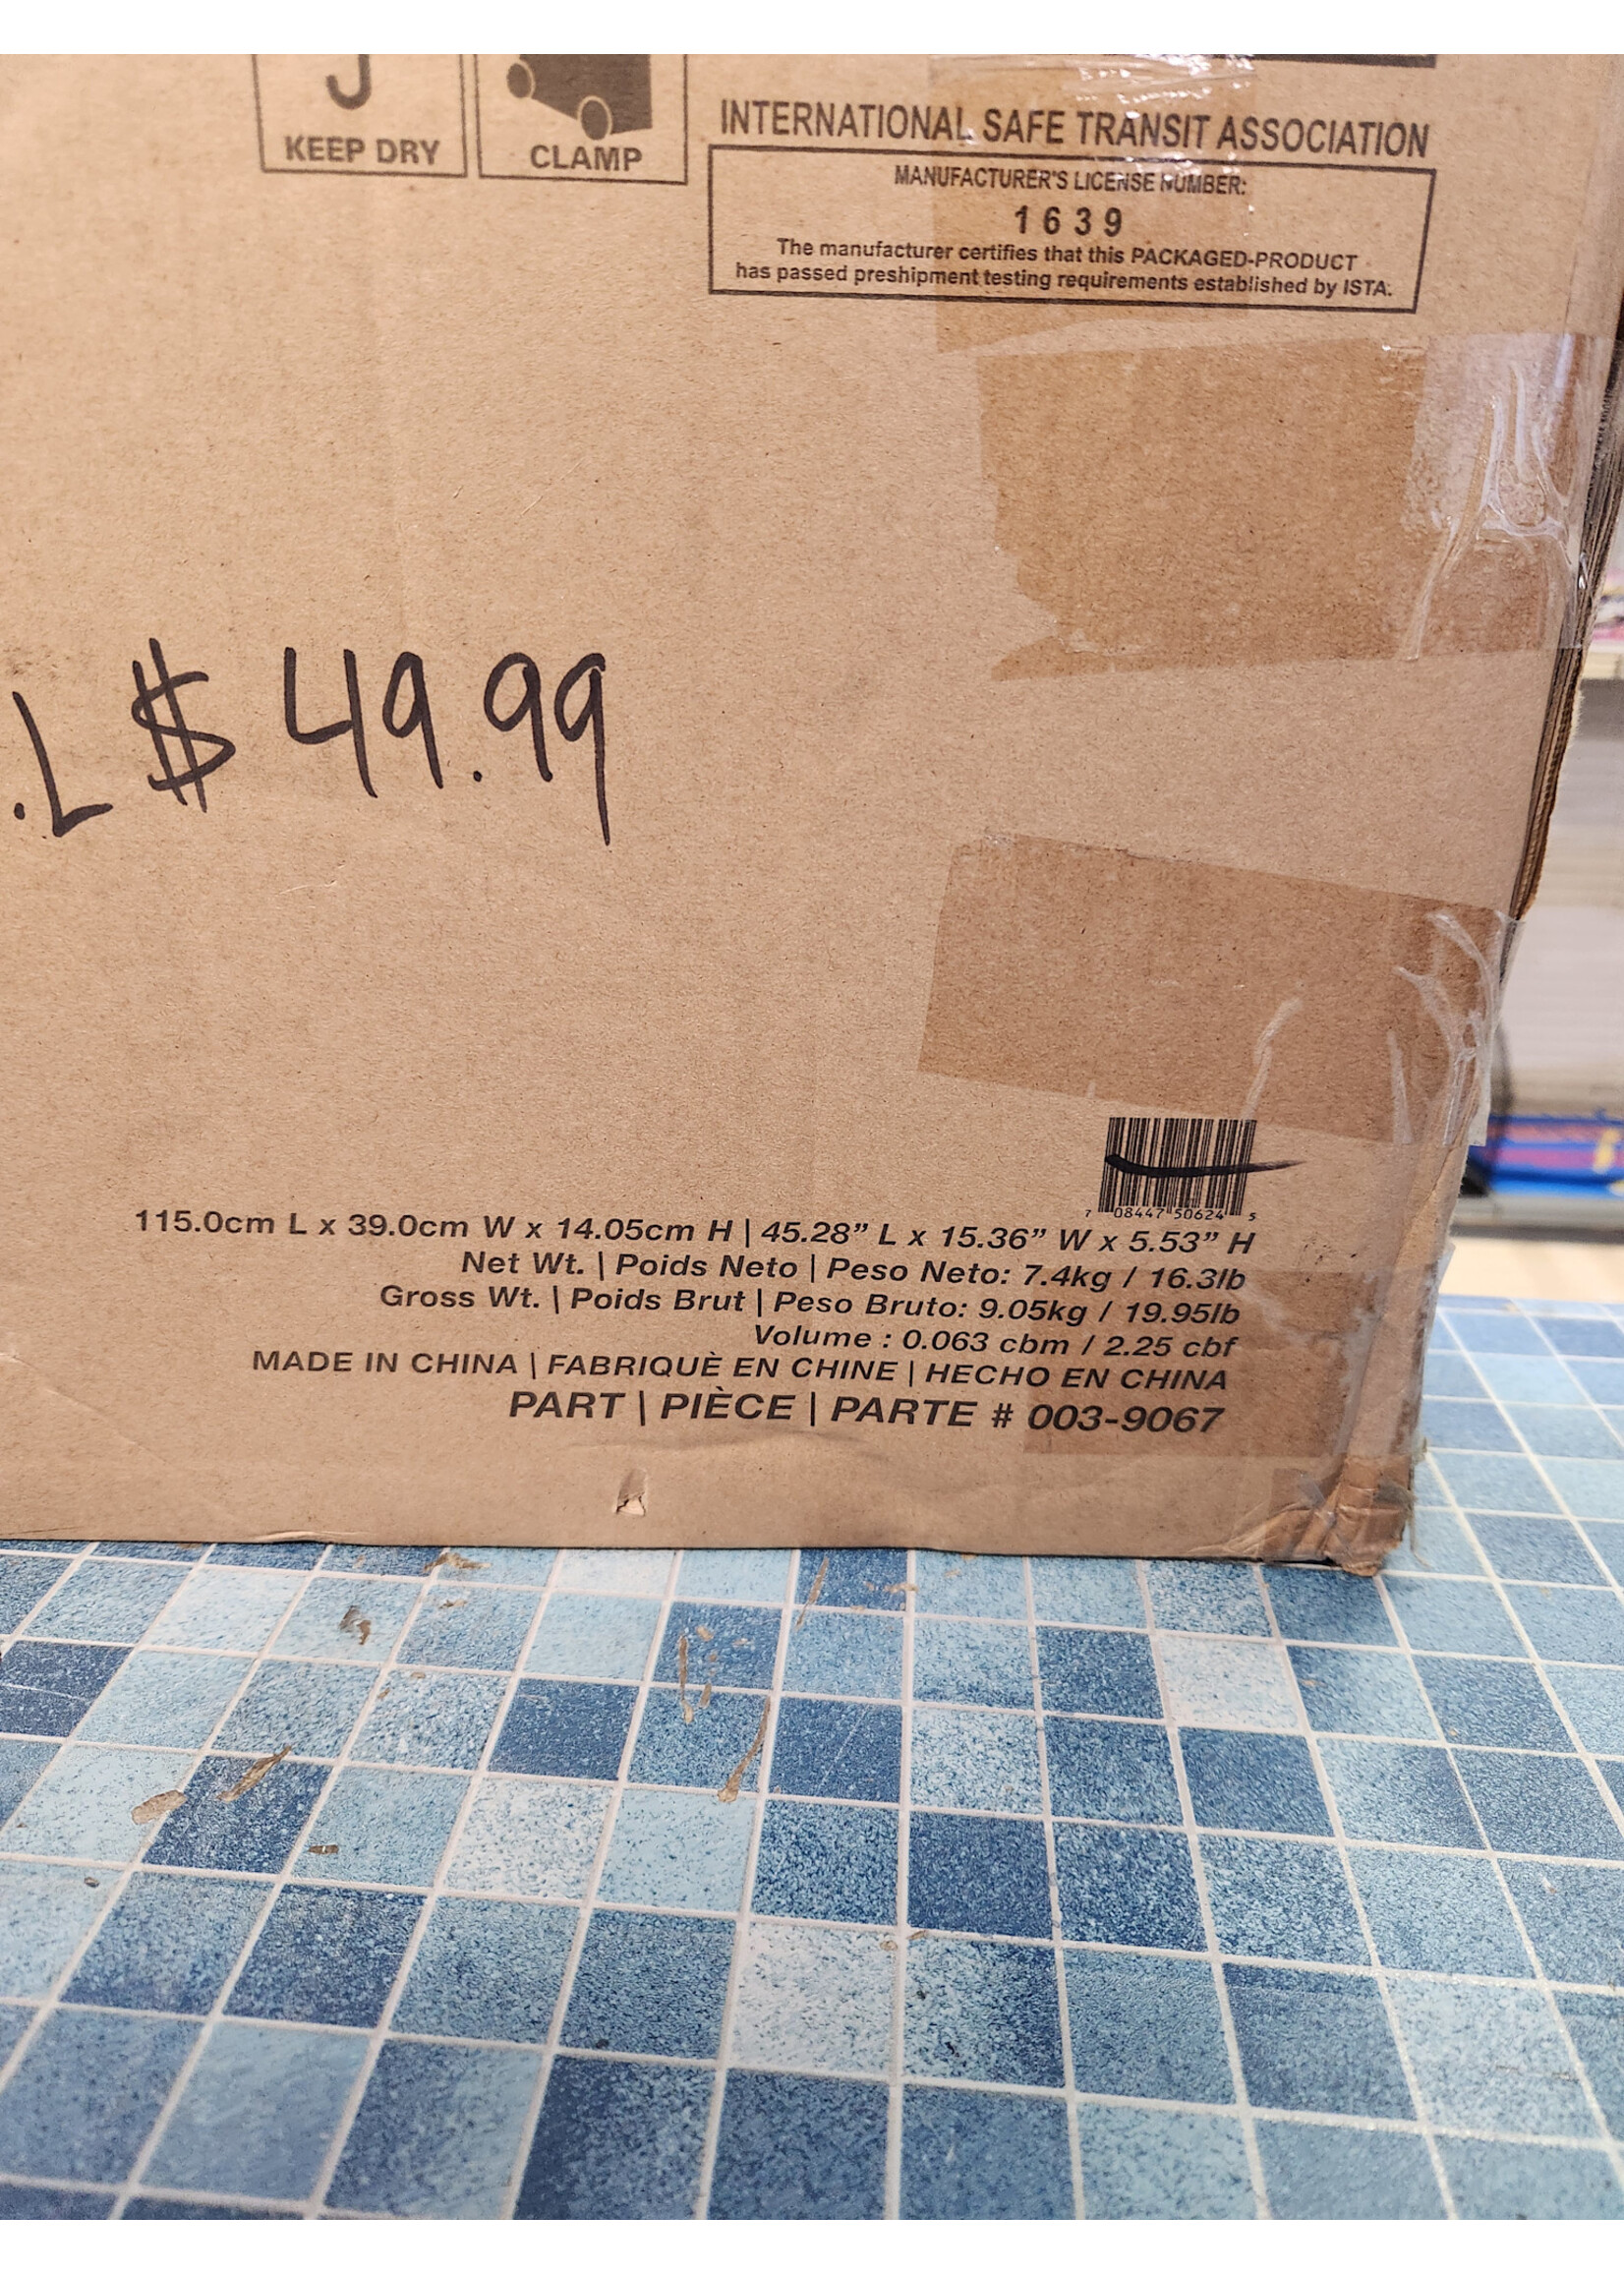 KEEP DRY
CLAMP
INTERNATIONAL SAFE TRANSIT ASSOCIATION
MANUFACTURER'S LICENSE NUMBER:
1639
The manufacturer certifies that this PACKAGED-PRODUCT
has passed preshipment testing requirements established by ISTA.
.L $ 49.99
7 08447 50624 5
115.0cm L x 39.0cm W x 14.05cm H | 45.28” L x 15.36” W x 5.53” H
Net Wt. | Poids Neto | Peso Neto: 7.4kg / 16.3lb
Gross Wt. | Poids Brut | Peso Bruto: 9.05kg / 19.95lb
Volume : 0.063 cbm / 2.25 cbf
MADE IN CHINA | FABRIQUÈ EN CHINE | HECHO EN CHINA
PART | PIÈCE | PARTE # 003-9067